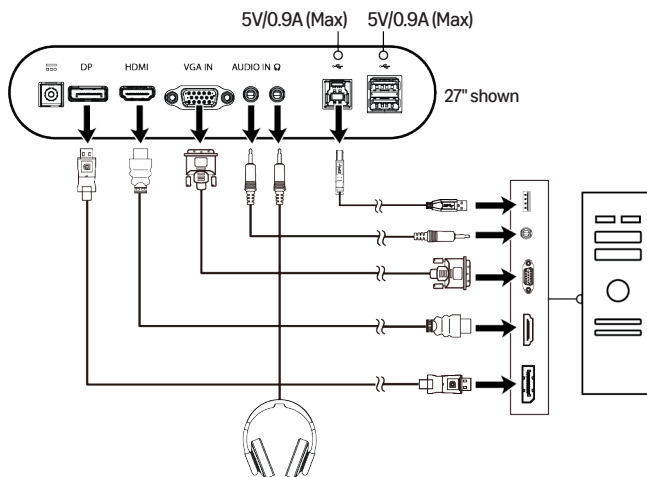 5V/0.9A (Max) 5V/0.9A (Max)
DP HDMI VGA IN AUDIO IN
27" shown